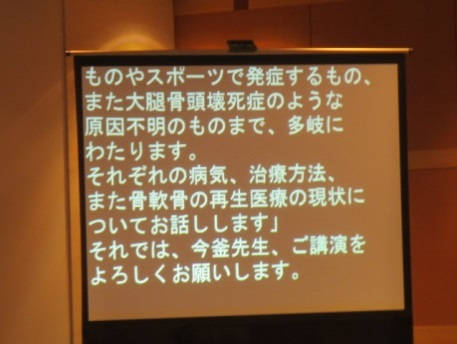 ものやスポーツで発症するもの、
また大腿骨頭壊死症のような
原因不明のものまで、多岐に
わたります。
それぞれの病気、治療方法、
また骨軟骨の再生医療の現状に
ついてお話しします」
それでは、今釜先生、ご講演を
よろしくお願いします。